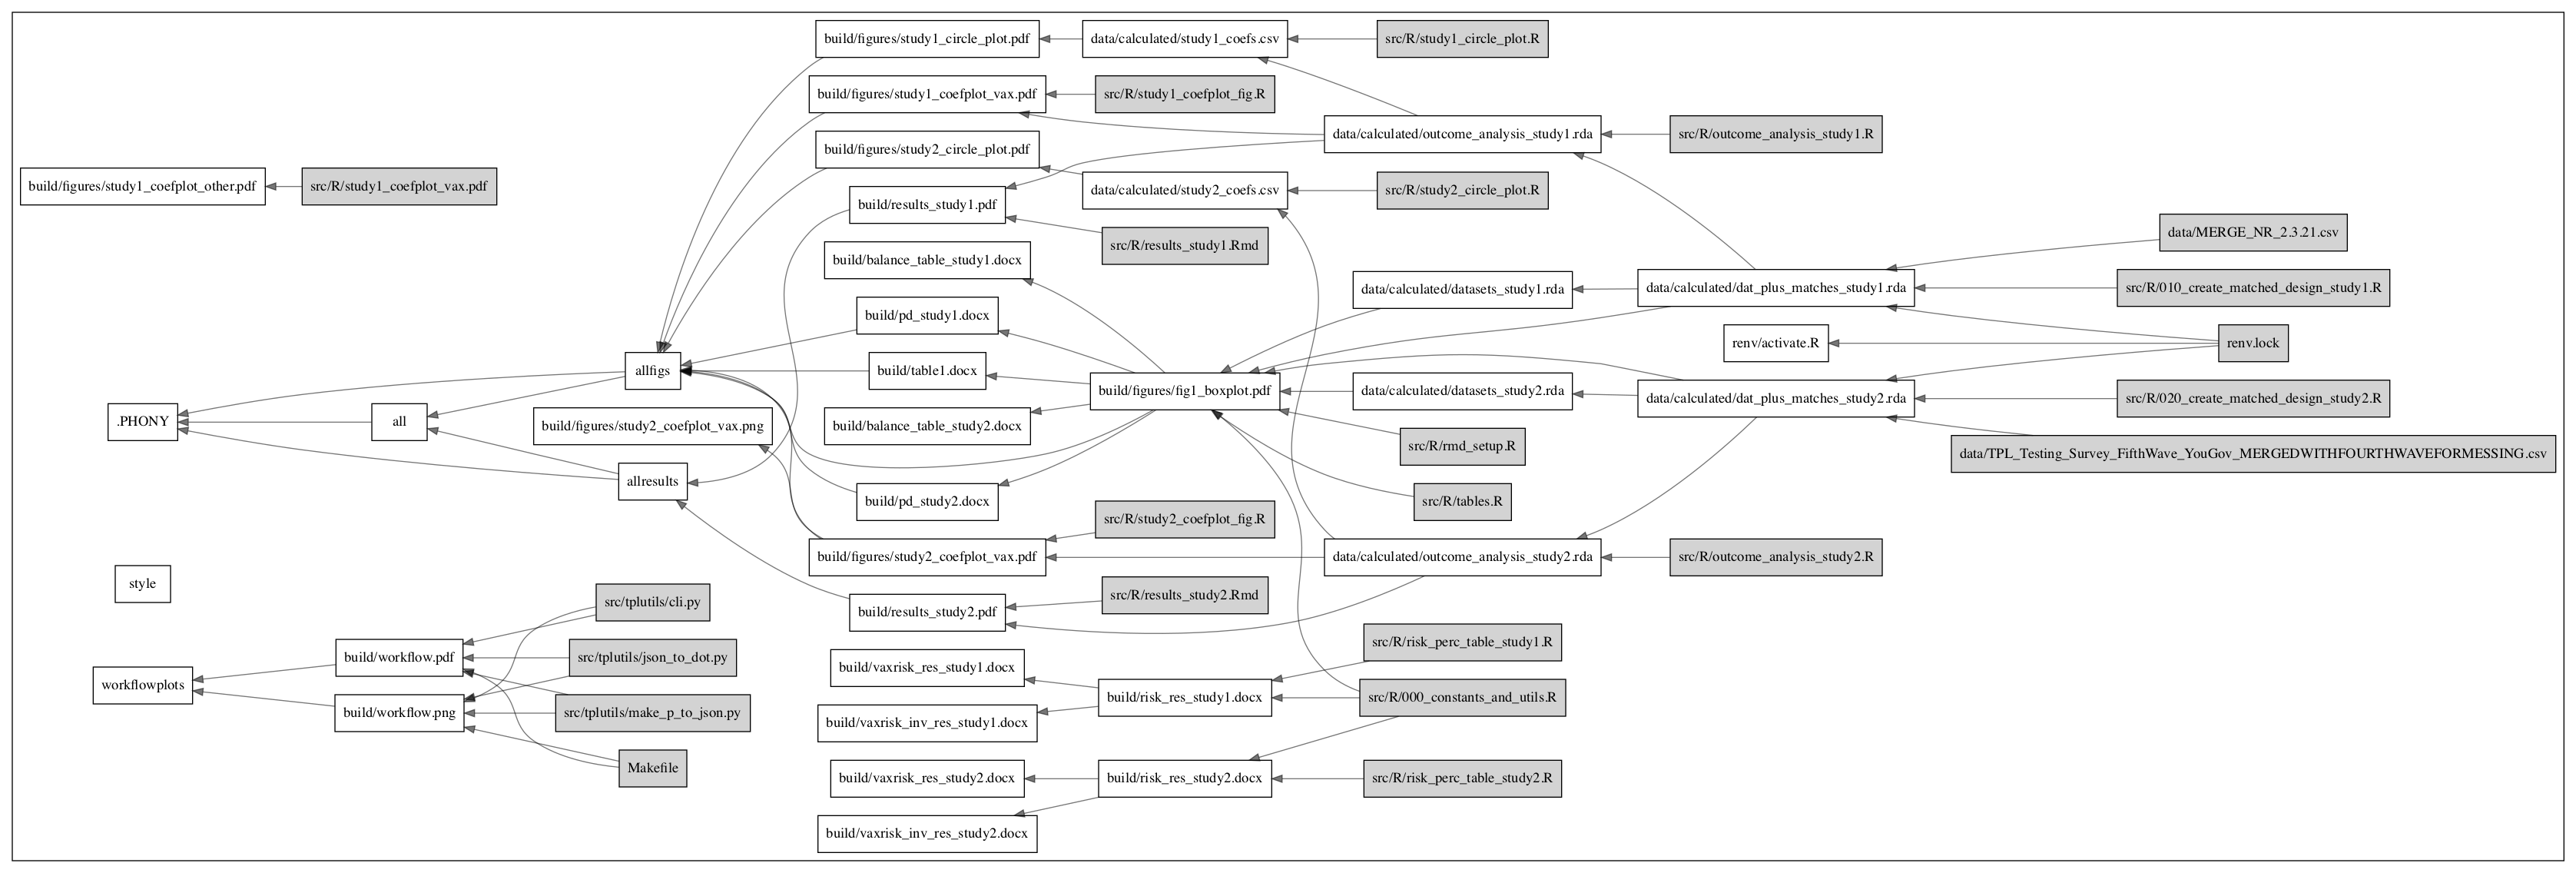 build/figures/study1_circle_plot.pdf
data/calculated/study1_coefs.csv
src/R/study1_circle_plot.R
build/figures/study1_coefplot_vax.pdf
src/R/study1_coefplot_fig.R
data/calculated/outcome_analysis_study1.rda
src/R/outcome_analysis_study1.R
build/figures/study2_circle_plot.pdf
build/figures/study1_coefplot_other.pdf
src/R/study1_coefplot_vax.pdf
data/calculated/study2_coefs.csv
src/R/study2_circle_plot.R
build/results_study1.pdf
data/MERGE_NR_2.3.21.csv
src/R/results_study1.Rmd
build/balance_table_study1.docx
data/calculated/datasets_study1.rda
data/calculated/dat_plus_matches_study1.rda
src/R/010_create_matched_design_study1.R
build/pd_study1.docx
renv/activate.R
renv.lock
allfigs
build/table1.docx
build/figures/fig1_boxplot.pdf
data/calculated/datasets_study2.rda
data/calculated/dat_plus_matches_study2.rda
src/R/020_create_matched_design_study2.R
.PHONY
all
build/figures/study2_coefplot_vax.png
build/balance_table_study2.docx
src/R/rmd_setup.R
data/TPL_Testing_Survey_FifthWave_YouGov_MERGEDWITHFOURTHWAVEFORMESSING.csv
allresults
build/pd_study2.docx
src/R/tables.R
src/R/study2_coefplot_fig.R
build/figures/study2_coefplot_vax.pdf
data/calculated/outcome_analysis_study2.rda
src/R/outcome_analysis_study2.R
style
src/tplutils/cli.py
build/results_study2.pdf
src/R/results_study2.Rmd
src/R/risk_perc_table_study1.R
build/workflow.pdf
src/tplutils/json_to_dot.py
build/vaxrisk_res_study1.docx
workflowplots
build/risk_res_study1.docx
src/R/000_constants_and_utils.R
build/workflow.png
src/tplutils/make_p_to_json.py
build/vaxrisk_inv_res_study1.docx
Makefile
build/vaxrisk_res_study2.docx
build/risk_res_study2.docx
src/R/risk_perc_table_study2.R
build/vaxrisk_inv_res_study2.docx